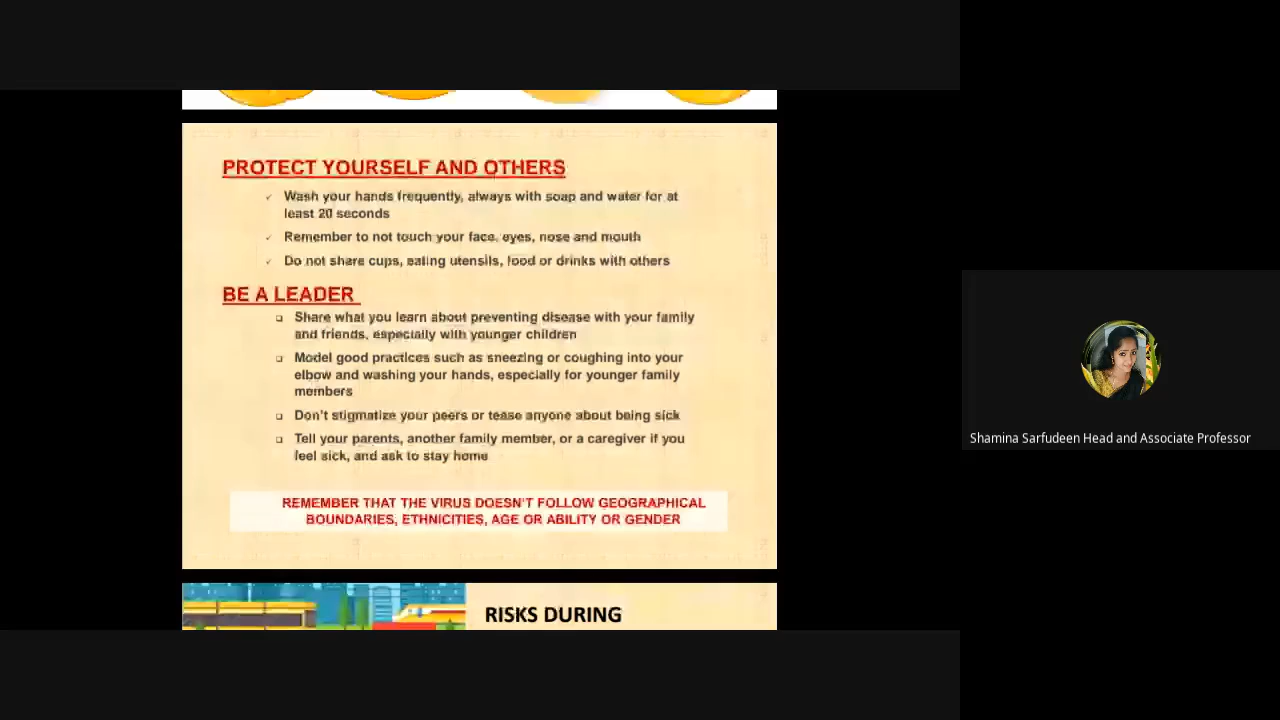 PROTECT YOURSELF AND OTHERS
Wash your hands frequently, always with soap and water for at
least 20 seconds
Remember to not touch your face, eyes, nose and mouth
Do not share cups, eating utensils, food or drinks with others
BE A LEADER
Share what you learn about preventing disease with your family
and friends, especially with younger children
Model good practices such as sneezing or coughing into your
elbow and washing your hands, especially for younger family
members
Don't stigmatize your peers or tease anyone about being sick
Tell your parents, another family member, or a caregiver if you
feel sick, and ask to stay home
REMEMBER THAT THE VIRUS DOESN'T FOLLOW GEOGRAPHICAL
BOUNDARIES, ETHNICITIES, AGE OR ABILITY OR GENDER
RISKS DURING
Shamina Sarfudeen Head and Associate Professor